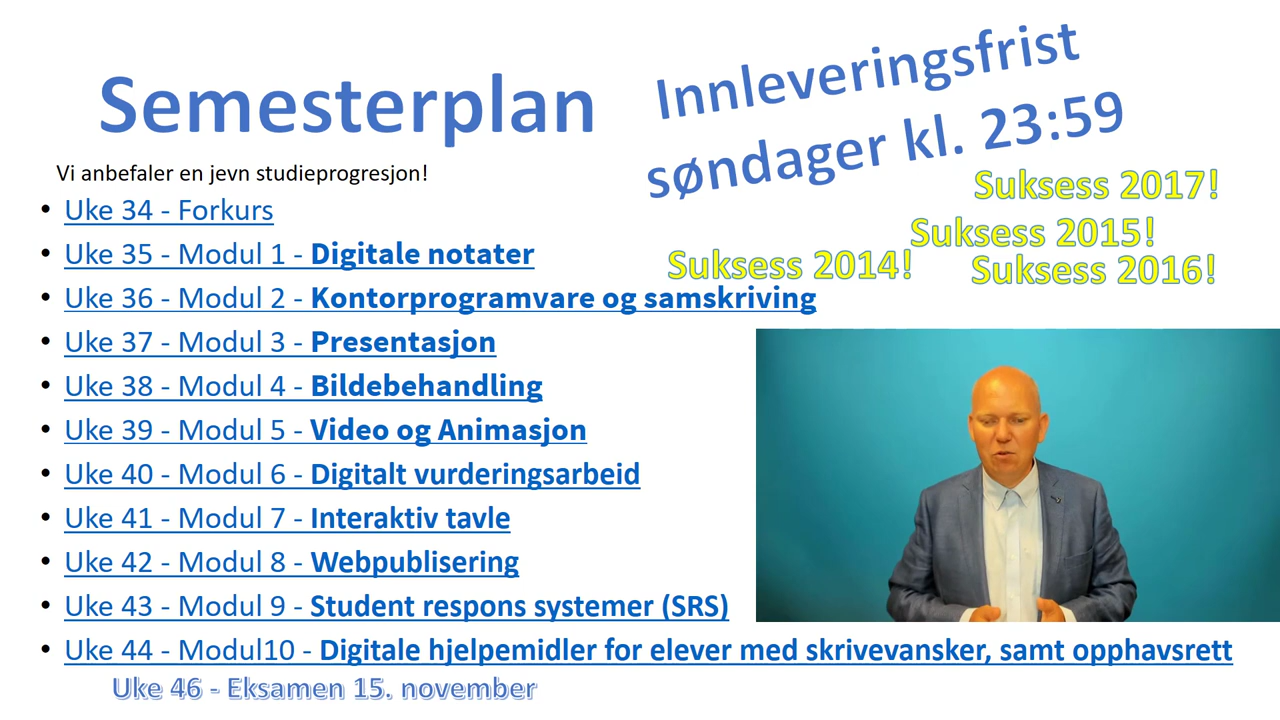 Semesterplan
Innleveringsfrist
søndager kl. 23:59
Vi anbefaler en jevn studieprogresjon!
Suksess 2017!
Suksess 2015!
Suksess 2014!
Suksess 2016!
• Uke 34 - Forkurs
• Uke 35 - Modul 1 - Digitale notater
• Uke 36 - Modul 2 - Kontorprogramvare og samskriving
• Uke 37 - Modul 3 - Presentasjon
• Uke 38 - Modul 4 - Bildebehandling
• Uke 39 - Modul 5 - Video og Animasjon
• Uke 40 - Modul 6 - Digitalt vurderingsarbeid
• Uke 41 - Modul 7 - Interaktiv tavle
• Uke 42 - Modul 8 - Webpublisering
• Uke 43 - Modul 9 - Student respons systemer (SRS)
• Uke 44 - Modul10 - Digitale hjelpemidler for elever med skrivevansker, samt opphavsrett
Uke 46 - Eksamen 15. november